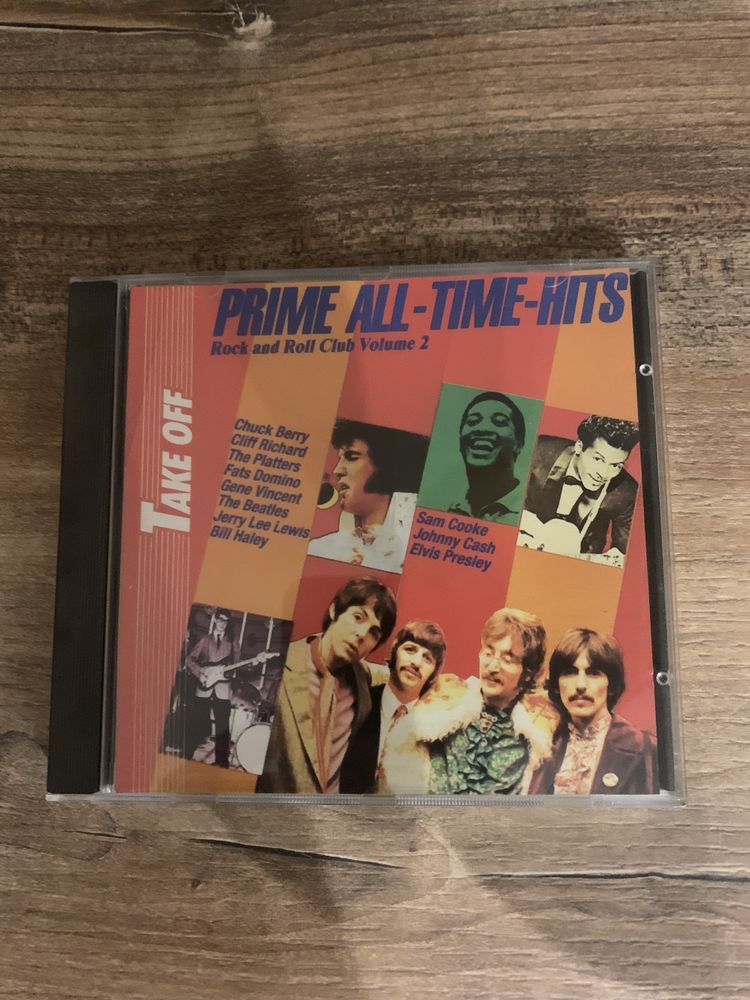 PRIME ALL-TIME-HITS
Rock and Roll Club Volume 2
TAKE OFF
Chuck Berry
Cliff Richard
The Platters
Fats Domino
Gene Vincent
The Beatles
Jerry Lee Lewis
Bill Haley
Sam Cooke
Johnny Cash
Elvis Presley